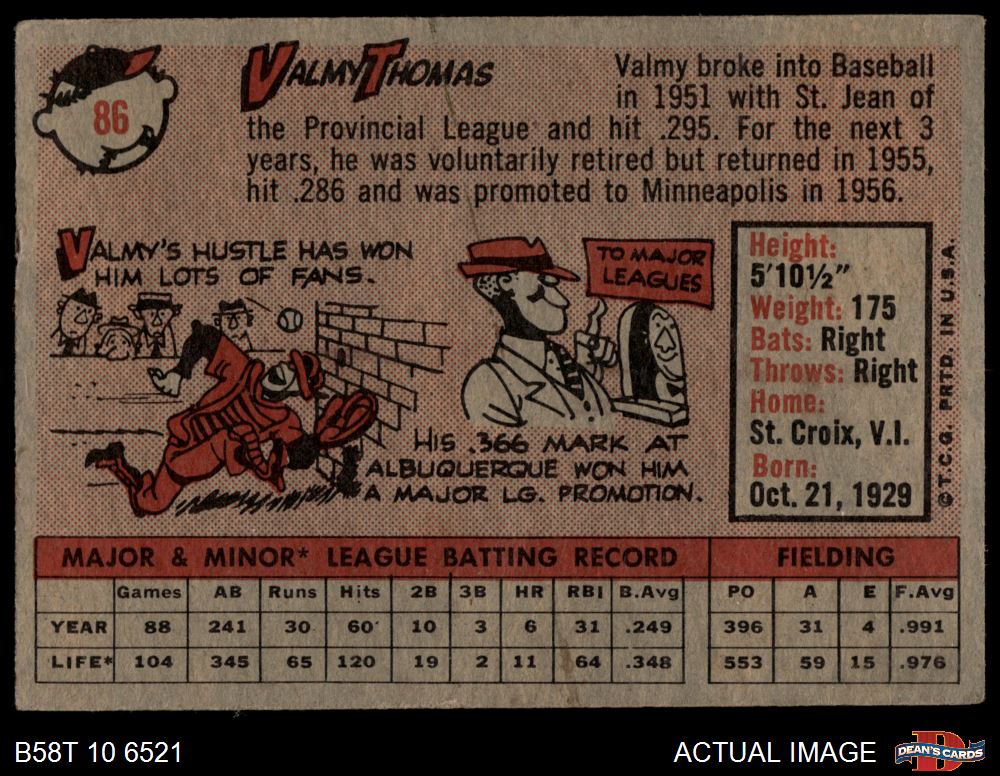 86
VALMY THOMAS
Valmy broke into Baseball
in 1951 with St. Jean of
the Provincial League and hit .295. For the next 3
years, he was voluntarily retired but returned in 1955,
hit .286 and was promoted to Minneapolis in 1956.
VALMY'S HUSTLE HAS WON
HIM LOTS OF FANS.
TO MAJOR
LEAGUES
HIS .366 MARK AT
ALBUQUERQUE WON HIM
A MAJOR LG. PROMOTION.
Height:
5'10½"
Weight: 175
Bats: Right
Throws: Right
Home:
St. Croix, V.I.
Born:
Oct. 21, 1929
© T.C.G. PRTD. IN U.S.A.
MAJOR & MINOR* LEAGUE BATTING RECORD FIELDING
Games AB Runs Hits 2B 3B HR RBI B.Avg PO A E F.Avg
YEAR 88 241 30 60 10 3 6 31 .249 396 31 4 .991
LIFE* 104 345 65 120 19 2 11 64 .348 553 59 15 .976
B58T 10 6521 ACTUAL IMAGE DEAN'S CARDS